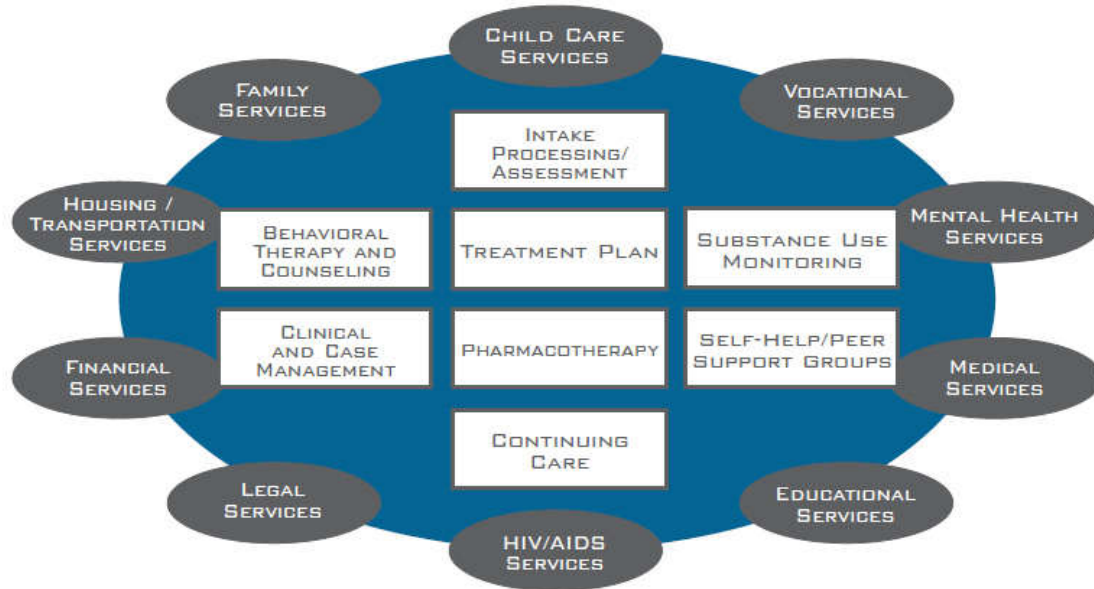 CHILD CARE
SERVICES
FAMILY
SERVICES
VOCATIONAL
SERVICES
INTAKE
PROCESSING/
ASSESSMENT
HOUSING /
TRANSPORTATION
SERVICES
BEHAVIORAL
THERAPY AND
COUNSELING
TREATMENT PLAN
SUBSTANCE USE
MONITORING
MENTAL HEALTH
SERVICES
FINANCIAL
SERVICES
CLINICAL
AND CASE
MANAGEMENT
PHARMACOTHERAPY
SELF-HELP/PEER
SUPPORT GROUPS
MEDICAL
SERVICES
CONTINUING
CARE
LEGAL
SERVICES
EDUCATIONAL
SERVICES
HIV/AIDS
SERVICES